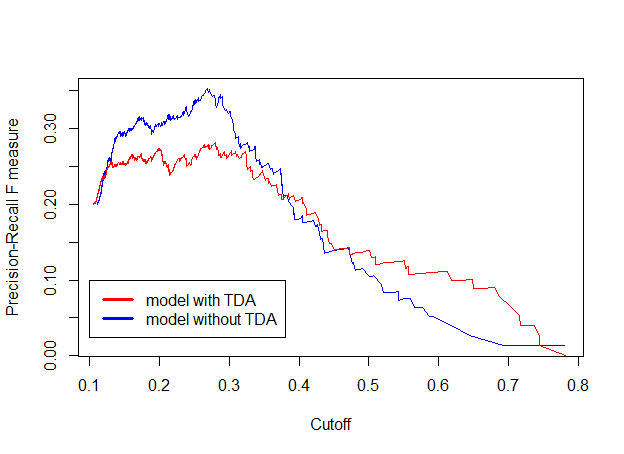 Precision-Recall F measure
0.30
0.20
0.10
0.00
model with TDA
model without TDA
0.1 0.2 0.3 0.4 0.5 0.6 0.7 0.8
Cutoff